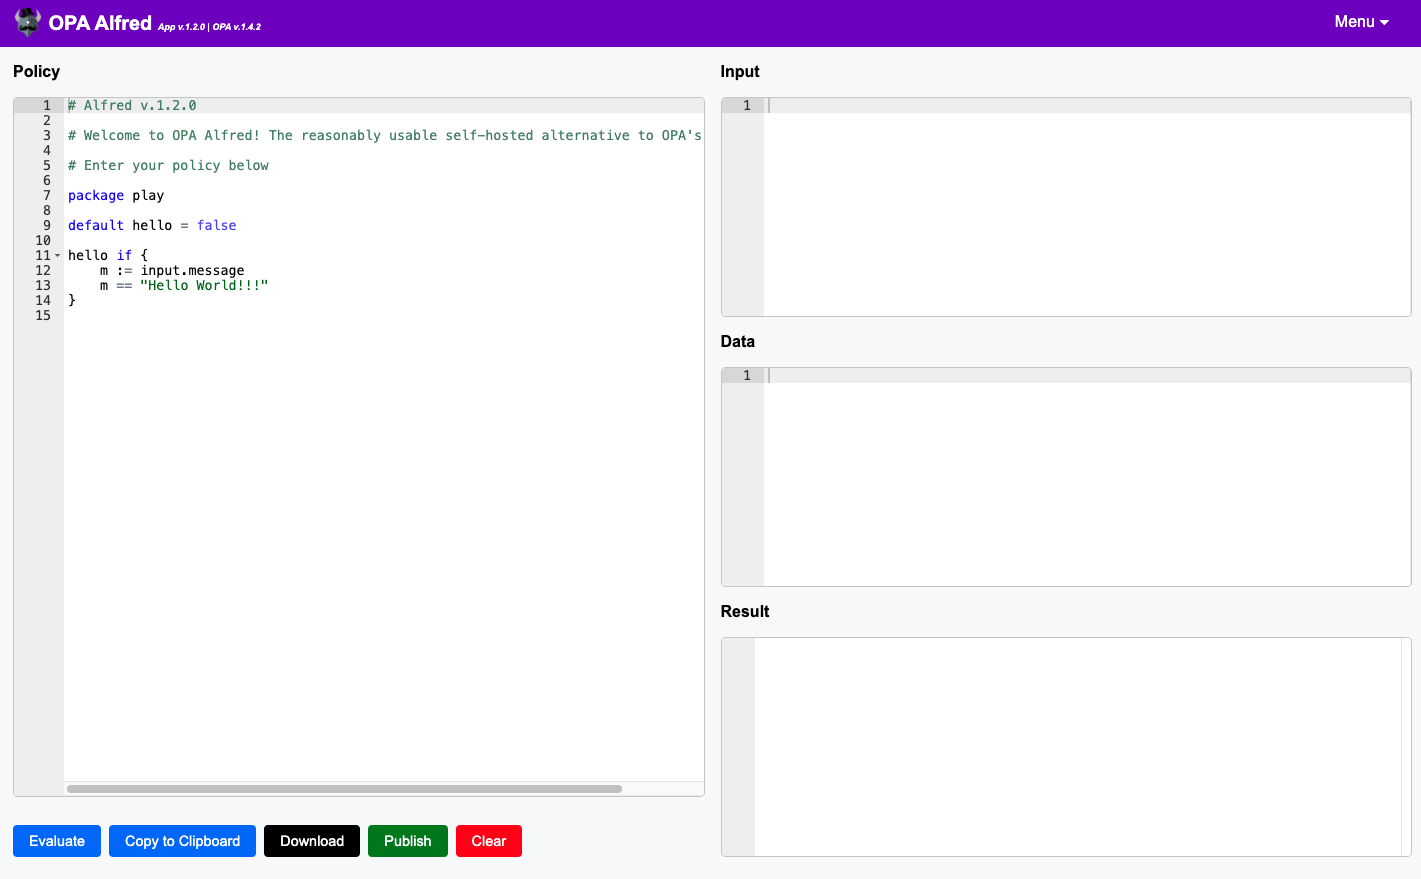 OPA Alfred App v.1.2.0 | OPA v.1.4.2
Menu
Policy
1 # Alfred v.1.2.0
2
3 # Welcome to OPA Alfred! The reasonably usable self-hosted alternative to OPA's
4
5 # Enter your policy below
6
7 package play
8
9 default hello = false
10
11 hello if {
12     m := input.message
13     m == "Hello World!!!"
14 }
15
Evaluate
Copy to Clipboard
Download
Publish
Clear
Input
1
Data
1
Result